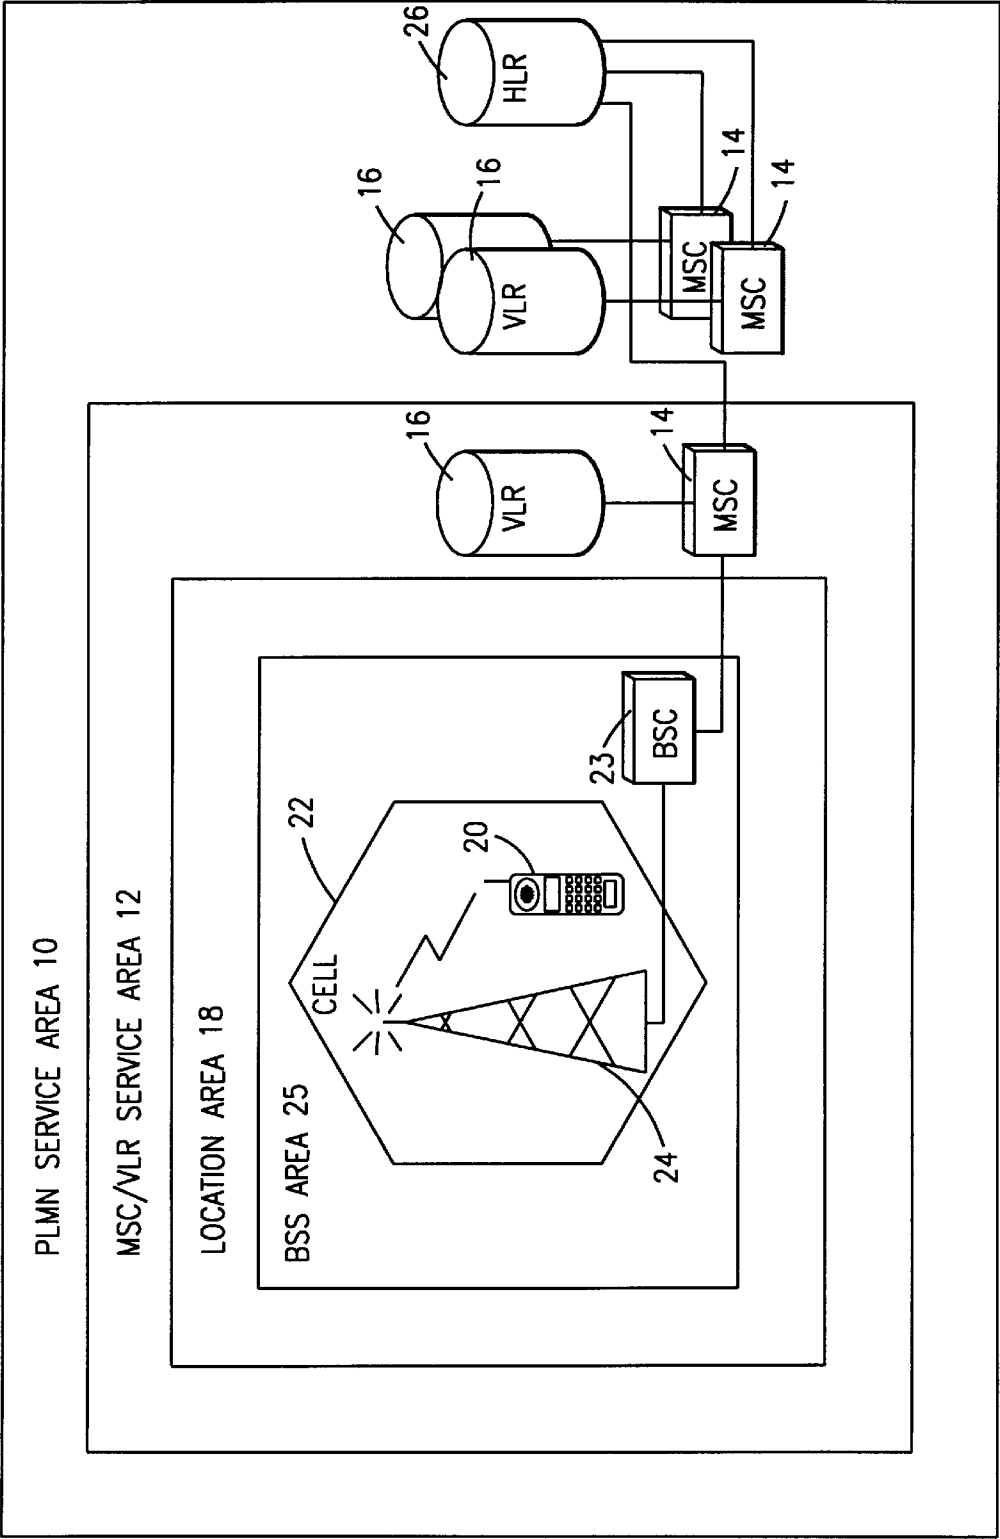 PLMN SERVICE AREA 10
MSC/VLR SERVICE AREA 12
LOCATION AREA 18
BSS AREA 25
CELL
22
20
24
23
BSC
16
VLR
14
MSC
16
16
VLR
26
HLR
14
MSC
14
MSC